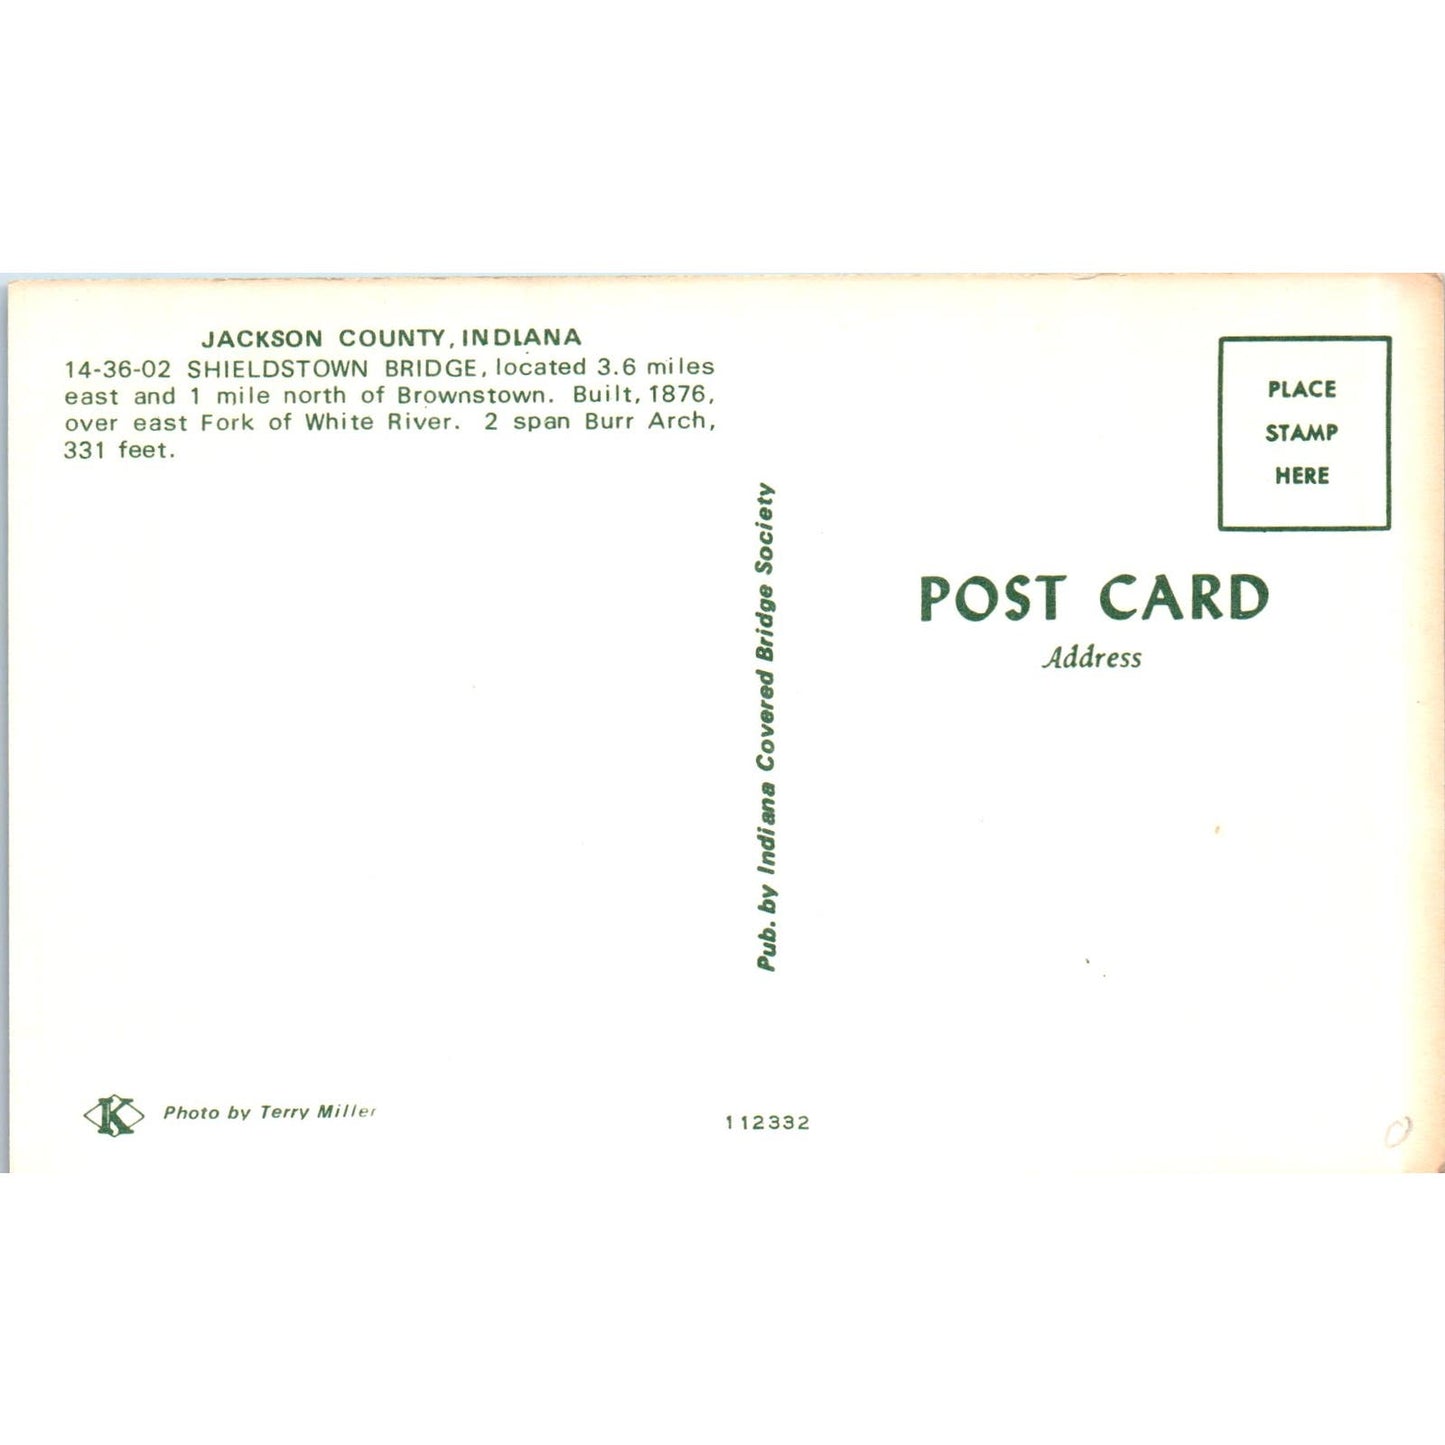 JACKSON COUNTY, INDIANA
14-36-02 SHIELDSTOWN BRIDGE, located 3.6 miles
east and 1 mile north of Brownstown. Built, 1876,
over east Fork of White River. 2 span Burr Arch,
331 feet.
Pub. by Indiana Covered Bridge Society
PLACE
STAMP
HERE
POST CARD
Address
K Photo by Terry Miller
112332